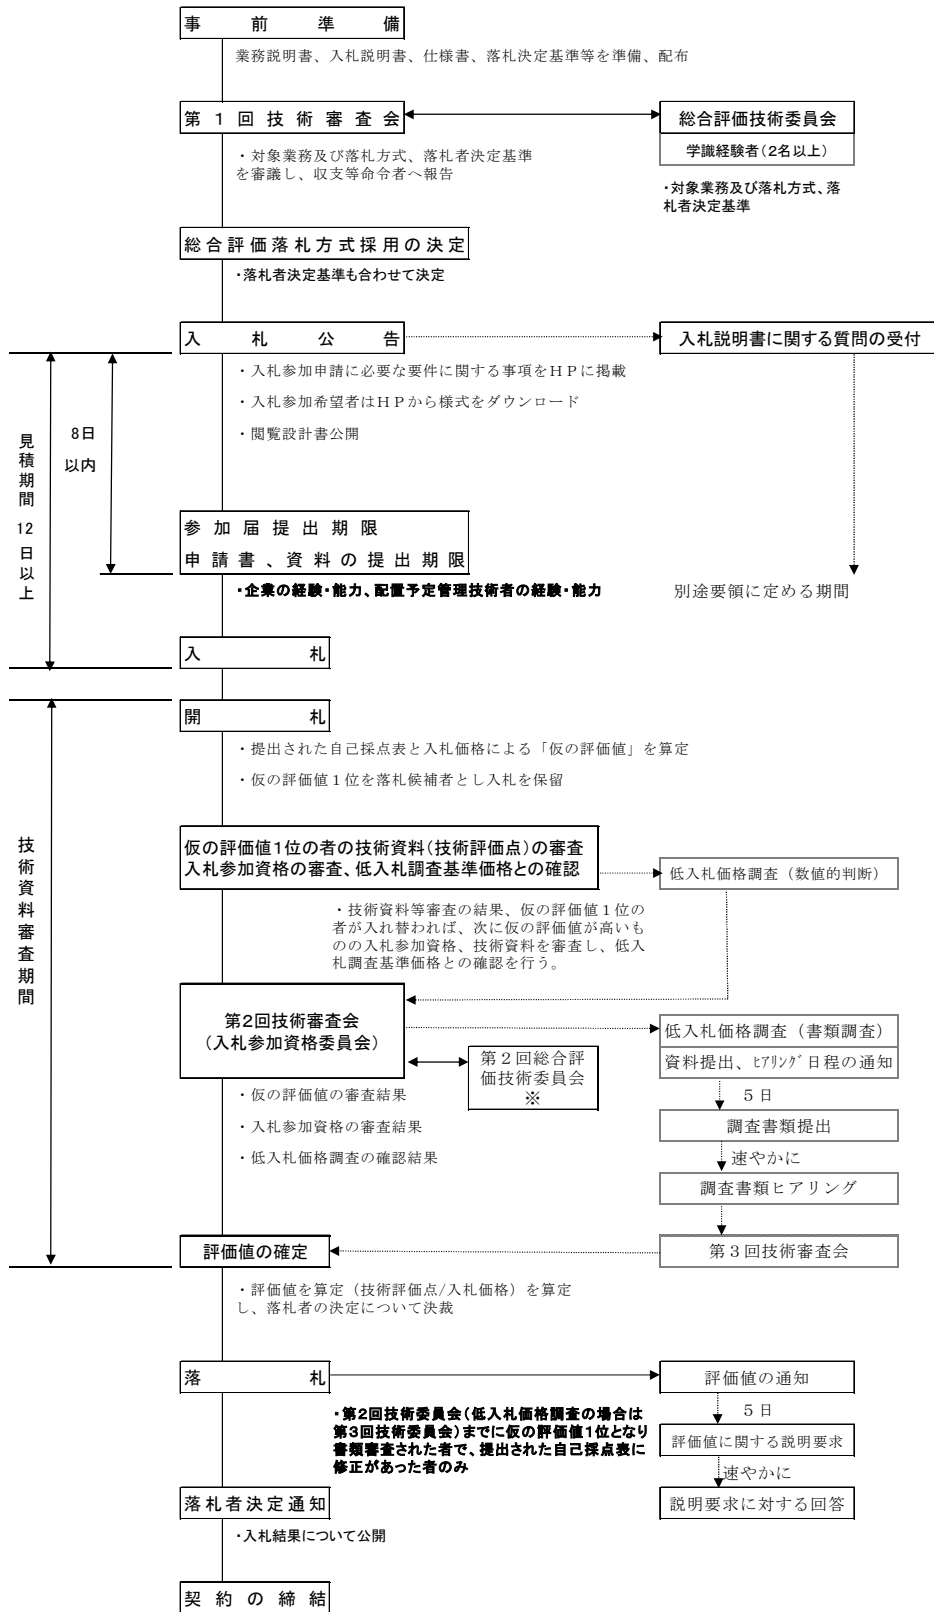 事前準備
業務説明書、入札説明書、仕様書、落札決定基準等を準備、配布
第1回技術審査会
総合評価技術委員会
学識経験者(2名以上)
・対象業務及び落札方式、落札者決定基準
を審議し、収支等命令者へ報告
・対象業務及び落札方式、落
札者決定基準
総合評価落札方式採用の決定
・落札者決定基準も合わせて決定
入札公告
入札説明書に関する質問の受付
・入札参加申請に必要な要件に関する事項をHPに掲載
・入札参加希望者はHPから様式をダウンロード
・閲覧設計書公開
見積期間12日以上
8日
以内
参加届提出期限
申請書、資料の提出期限
・企業の経験・能力、配置予定管理技術者の経験・能力
別途要領に定める期間
入札
開札
・提出された自己採点表と入札価格による「仮の評価値」を算定
・仮の評価値1位を落札候補者とし入札を保留
技術資料審査期間
仮の評価値1位の者の技術資料(技術評価点)の審査
入札参加資格の審査、低入札調査基準価格との確認
低入札価格調査(数値的判断)
・技術資料等審査の結果、仮の評価値1位の
者が入れ替われば、次に仮の評価値が高いも
のの入札参加資格、技術資料を審査し、低入
札調査基準価格との確認を行う。
第2回技術審査会
(入札参加資格委員会)
第2回総合評
価技術委員会
※
低入札価格調査(書類調査)
資料提出、ヒアリング日程の通知
5日
・仮の評価値の審査結果
・入札参加資格の審査結果
・低入札価格調査の確認結果
調査書類提出
速やかに
調査書類ヒアリング
評価値の確定
第3回技術審査会
・評価値を算定(技術評価点/入札価格)を算定
し、落札者の決定について決裁
落札
評価値の通知
・第2回技術委員会(低入札価格調査の場合は
第3回技術委員会)までに仮の評価値1位となり
書類審査された者で、提出された自己採点表に
修正があった者のみ
5日
評価値に関する説明要求
速やかに
落札者決定通知
説明要求に対する回答
・入札結果について公開
契約の締結